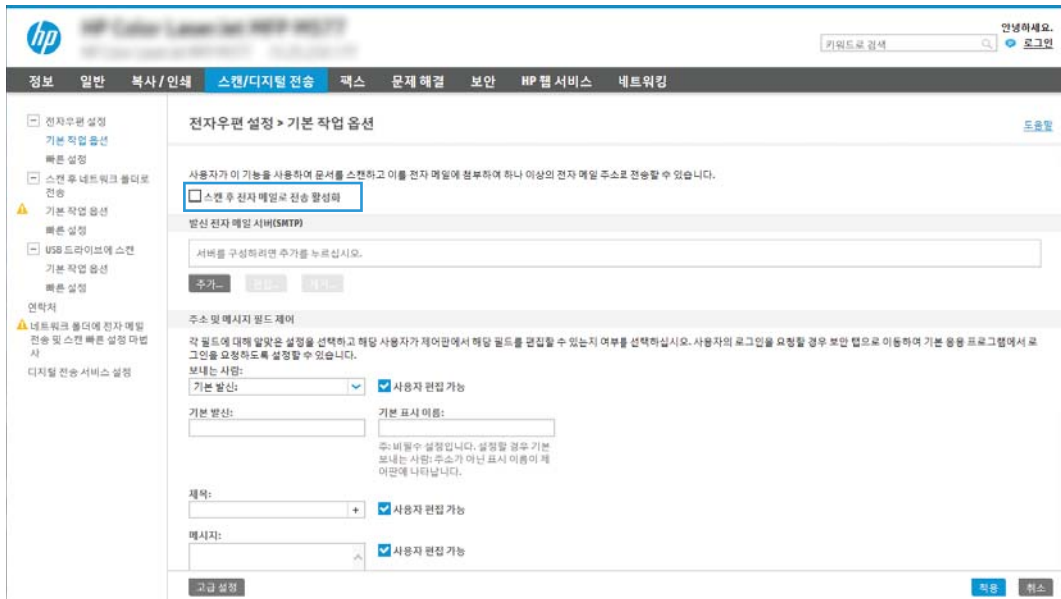 hp
안녕하세요.
키워드로 검색
로그인
정보 일반 복사 / 인쇄 스캔/디지털 전송 팩스 문제 해결 보안 HP 웹 서비스 네트워킹
전자우편 설정
기본 작업 옵션
빠른 설정
스캔 후 네트워크 폴더로
전송
기본 작업 옵션
빠른 설정
USB 드라이브에 스캔
기본 작업 옵션
빠른 설정
연락처
네트워크 폴더에 전자 메일
전송 및 스캔 빠른 설정 마법
사
디지털 전송 서비스 설정
전자우편 설정 > 기본 작업 옵션
도움말
사용자가 이 기능을 사용하여 문서를 스캔하고 이를 전자 메일에 첨부하여 하나 이상의 전자 메일 주소로 전송할 수 있습니다.
스캔 후 전자 메일로 전송 활성화
발신 전자 메일 서버(SMTP)
서버를 구성하려면 추가를 누르십시오.
추가... 편집... 제거...
주소 및 메시지 필드 제어
각 필드에 대해 알맞은 설정을 선택하고 해당 사용자가 제어판에서 해당 필드를 편집할 수 있는지 여부를 선택하십시오. 사용자의 로그인을 요청할 경우 보안 탭으로 이동하여 기본 응용 프로그램에서 로
그인을 요청하도록 설정할 수 있습니다.
보내는 사람:
기본 발신: 사용자 편집 가능
기본 발신: 기본 표시 이름:
주: 비필수 설정입니다. 설정할 경우 기본
보내는 사람: 주소가 아닌 표시 이름이 제
어판에 나타납니다.
제목:
+ 사용자 편집 가능
메시지:
사용자 편집 가능
고급 설정 적용 취소